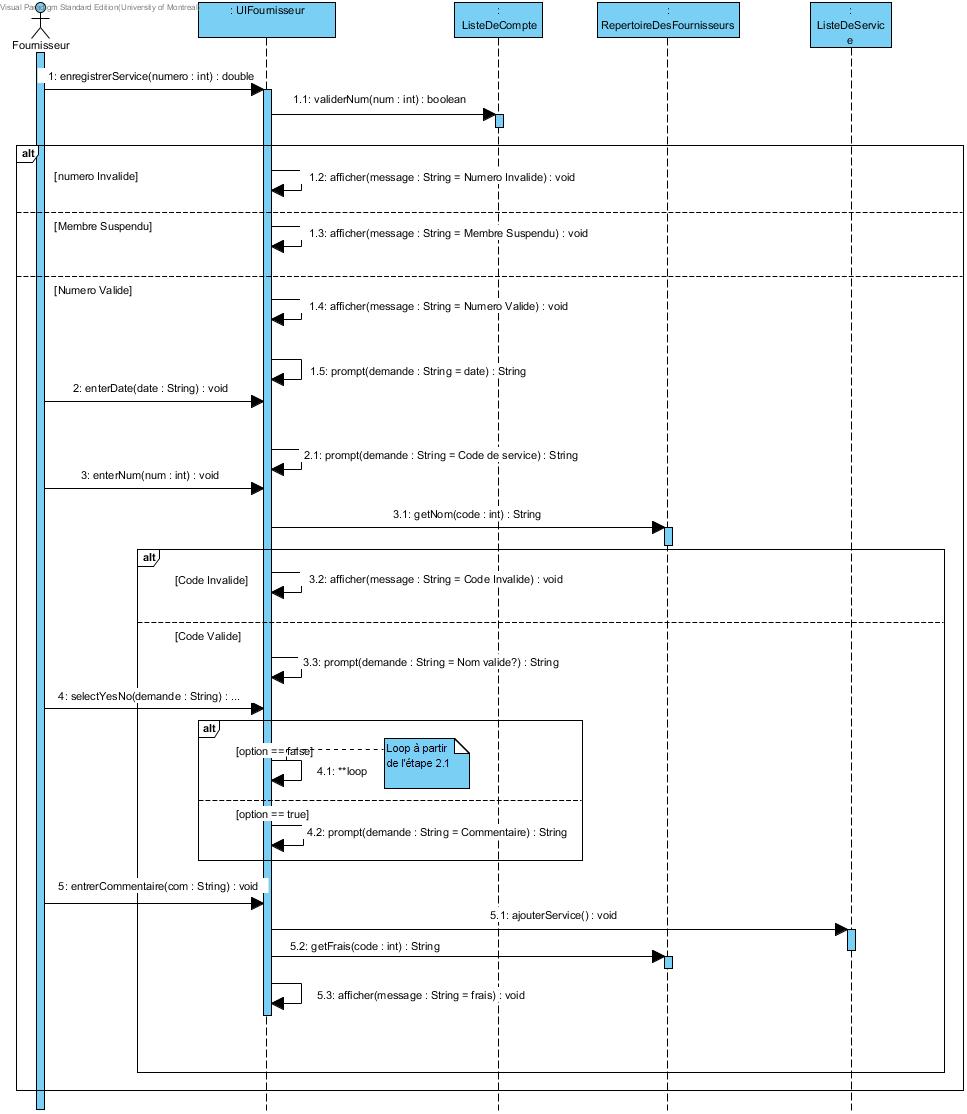 Visual Paradigm Standard Edition(University of Montreal
Fournisseur
: UIFournisseur
:
ListeDeCompte
:
RepertoireDesFournisseurs
:
ListeDeServic
e
1: enregistrerService(numero : int) : double
1.1: validerNum(num : int) : boolean
alt
[numero Invalide]
1.2: afficher(message : String = Numero Invalide) : void
[Membre Suspendu]
1.3: afficher(message : String = Membre Suspendu) : void
[Numero Valide]
1.4: afficher(message : String = Numero Valide) : void
1.5: prompt(demande : String = date) : String
2: enterDate(date : String) : void
2.1: prompt(demande : String = Code de service) : String
3: enterNum(num : int) : void
3.1: getNom(code : int) : String
alt
[Code Invalide]
3.2: afficher(message : String = Code Invalide) : void
[Code Valide]
3.3: prompt(demande : String = Nom valide?) : String
4: selectYesNo(demande : String) : ...
alt
[option == false]
Loop à partir
de l'étape 2.1
4.1: **loop
[option == true]
4.2: prompt(demande : String = Commentaire) : String
5: entrerCommentaire(com : String) : void
5.1: ajouterService() : void
5.2: getFrais(code : int) : String
5.3: afficher(message : String = frais) : void